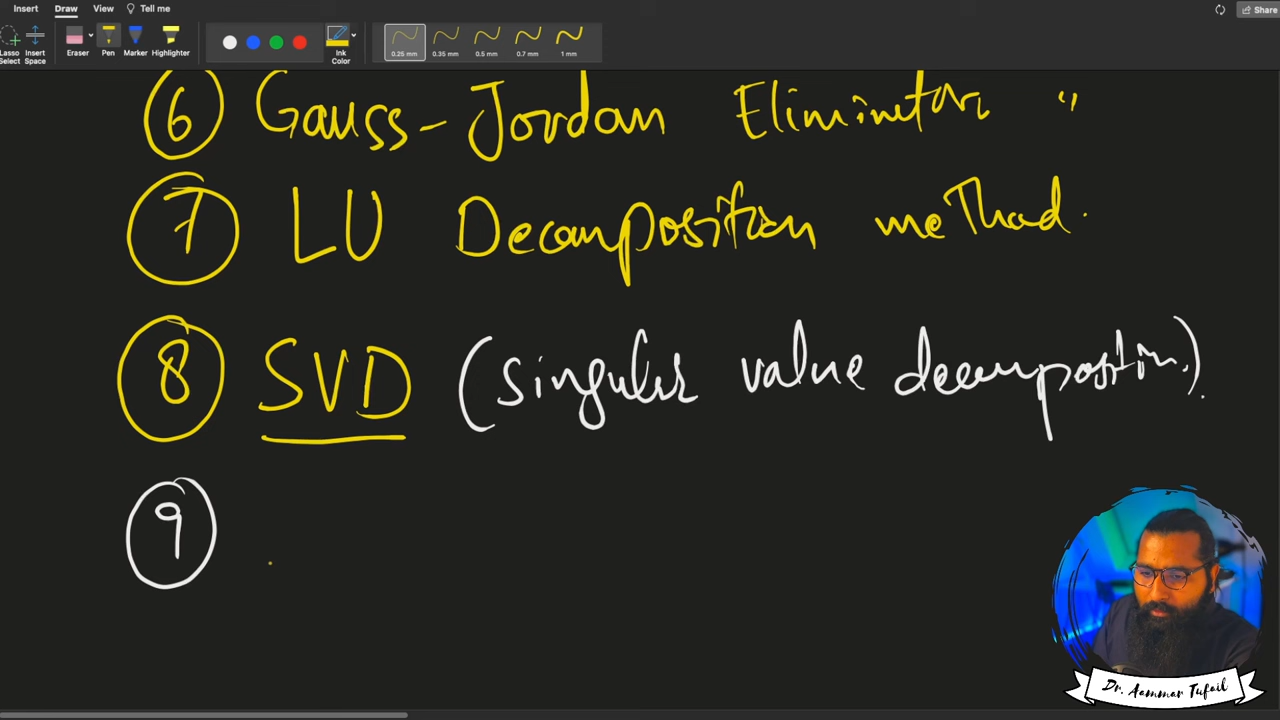 Insert Draw View Tell me Share
Lasso Select Insert Space Eraser Pen Marker Highlighter Ink Color 0.25 mm 0.35 mm 0.5 mm 0.7 mm 1 mm
6 Gauss-Jordan Elimination "
7 LU Decomposition method.
8 SVD (singular value decomposition.)
9
Dr. Aammar Tufail